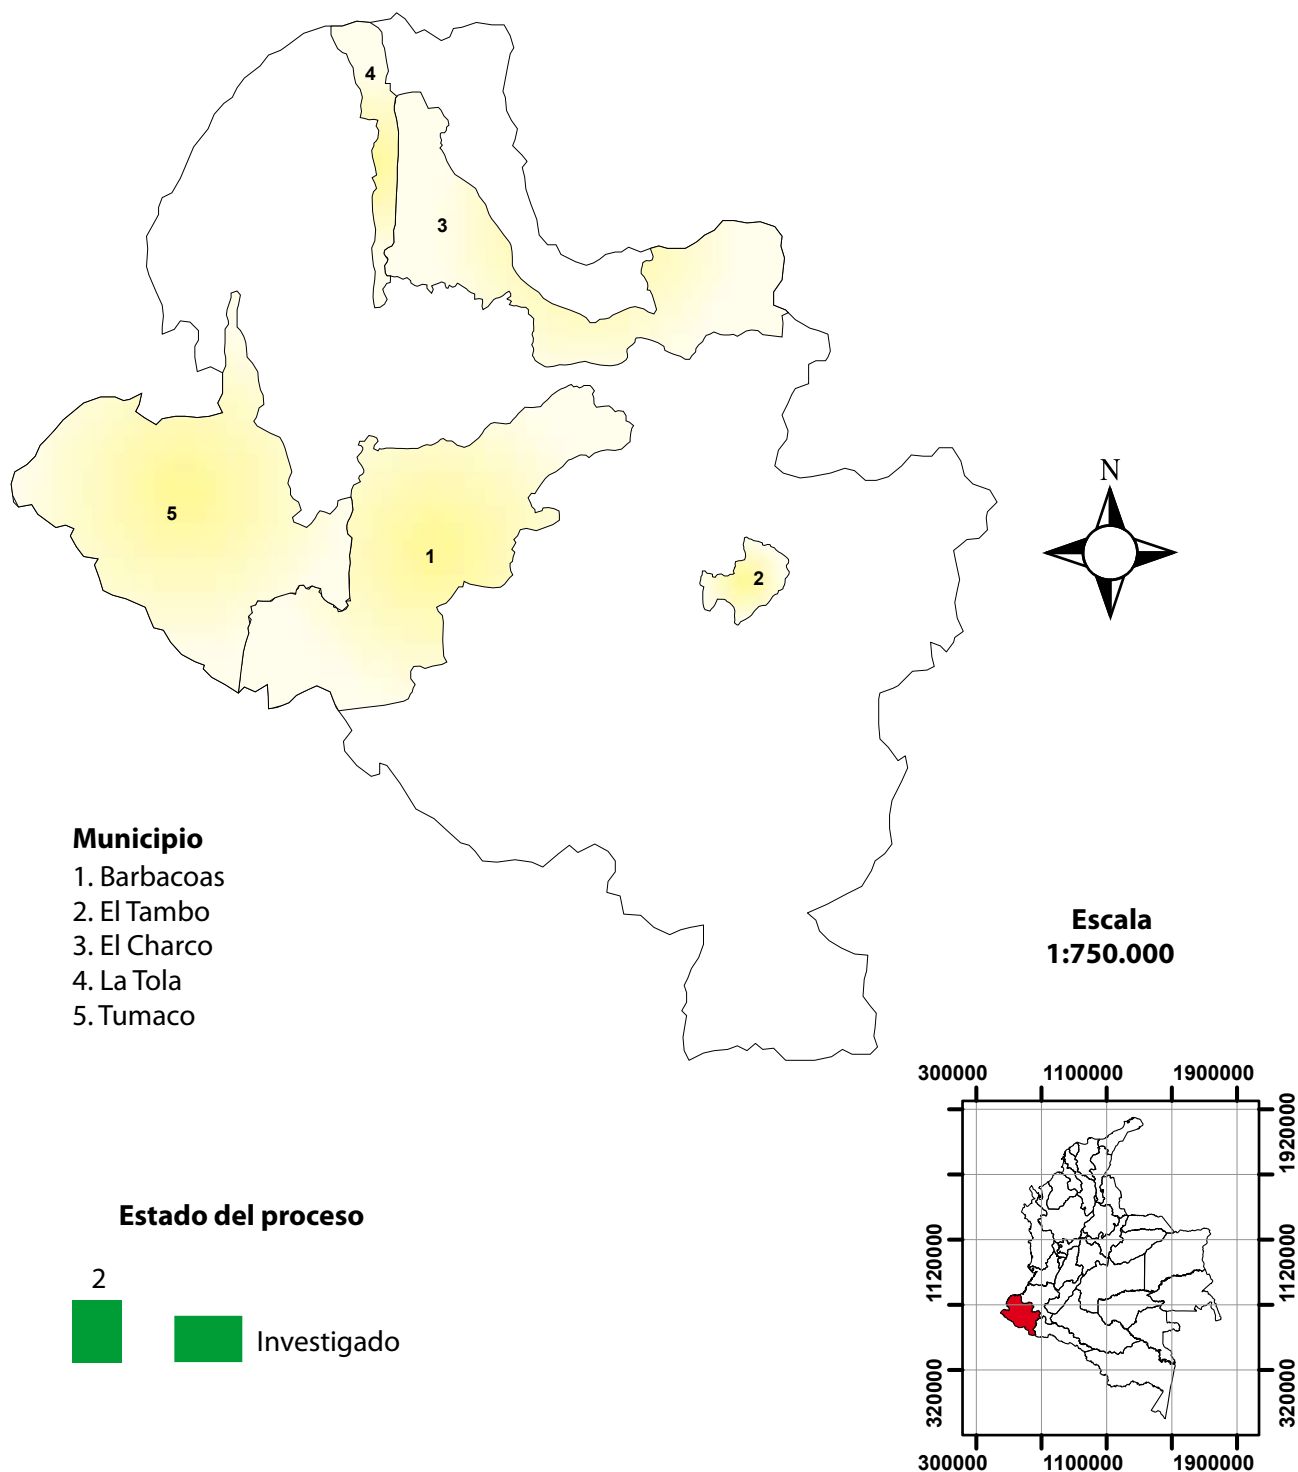 4
3
5
1
2
N
Municipio
1. Barbacoas
2. El Tambo
3. El Charco
4. La Tola
5. Tumaco
Escala
1:750.000
Estado del proceso
2
Investigado
300000 1100000 1900000
1920000
1120000 1120000
320000 320000
300000 1100000 1900000